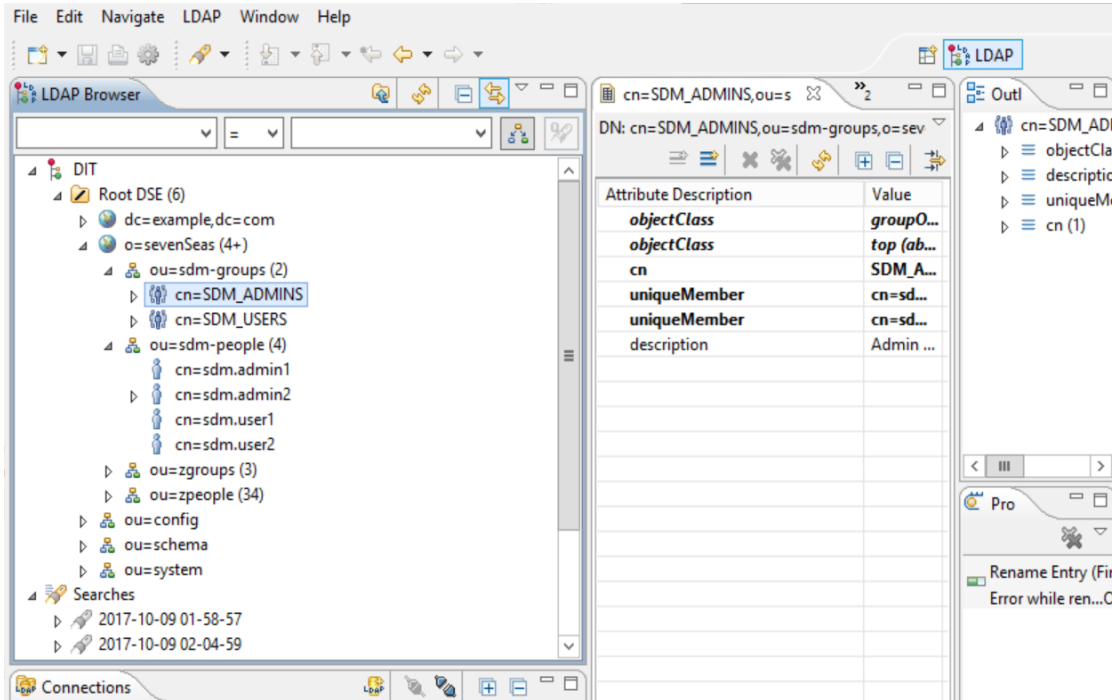 File Edit Navigate LDAP Window Help
LDAP
LDAP Browser
=
DIT
Root DSE (6)
dc=example,dc=com
o=sevenSeas (4+)
ou=sdm-groups (2)
cn=SDM_ADMINS
cn=SDM_USERS
ou=sdm-people (4)
cn=sdm.admin1
cn=sdm.admin2
cn=sdm.user1
cn=sdm.user2
ou=zgroups (3)
ou=zpeople (34)
ou=config
ou=schema
ou=system
Searches
2017-10-09 01-58-57
2017-10-09 02-04-59
Connections
LDAP
cn=SDM_ADMINS,ou=s
»2
DN: cn=SDM_ADMINS,ou=sdm-groups,o=sev
Attribute Description Value
objectClass groupO...
objectClass top (ab...
cn SDM_A...
uniqueMember cn=sd...
uniqueMember cn=sd...
description Admin ...
Outl
cn=SDM_ADI
objectCla
descriptio
uniqueMe
cn (1)
Pro
Rename Entry (Fir
Error while ren...O